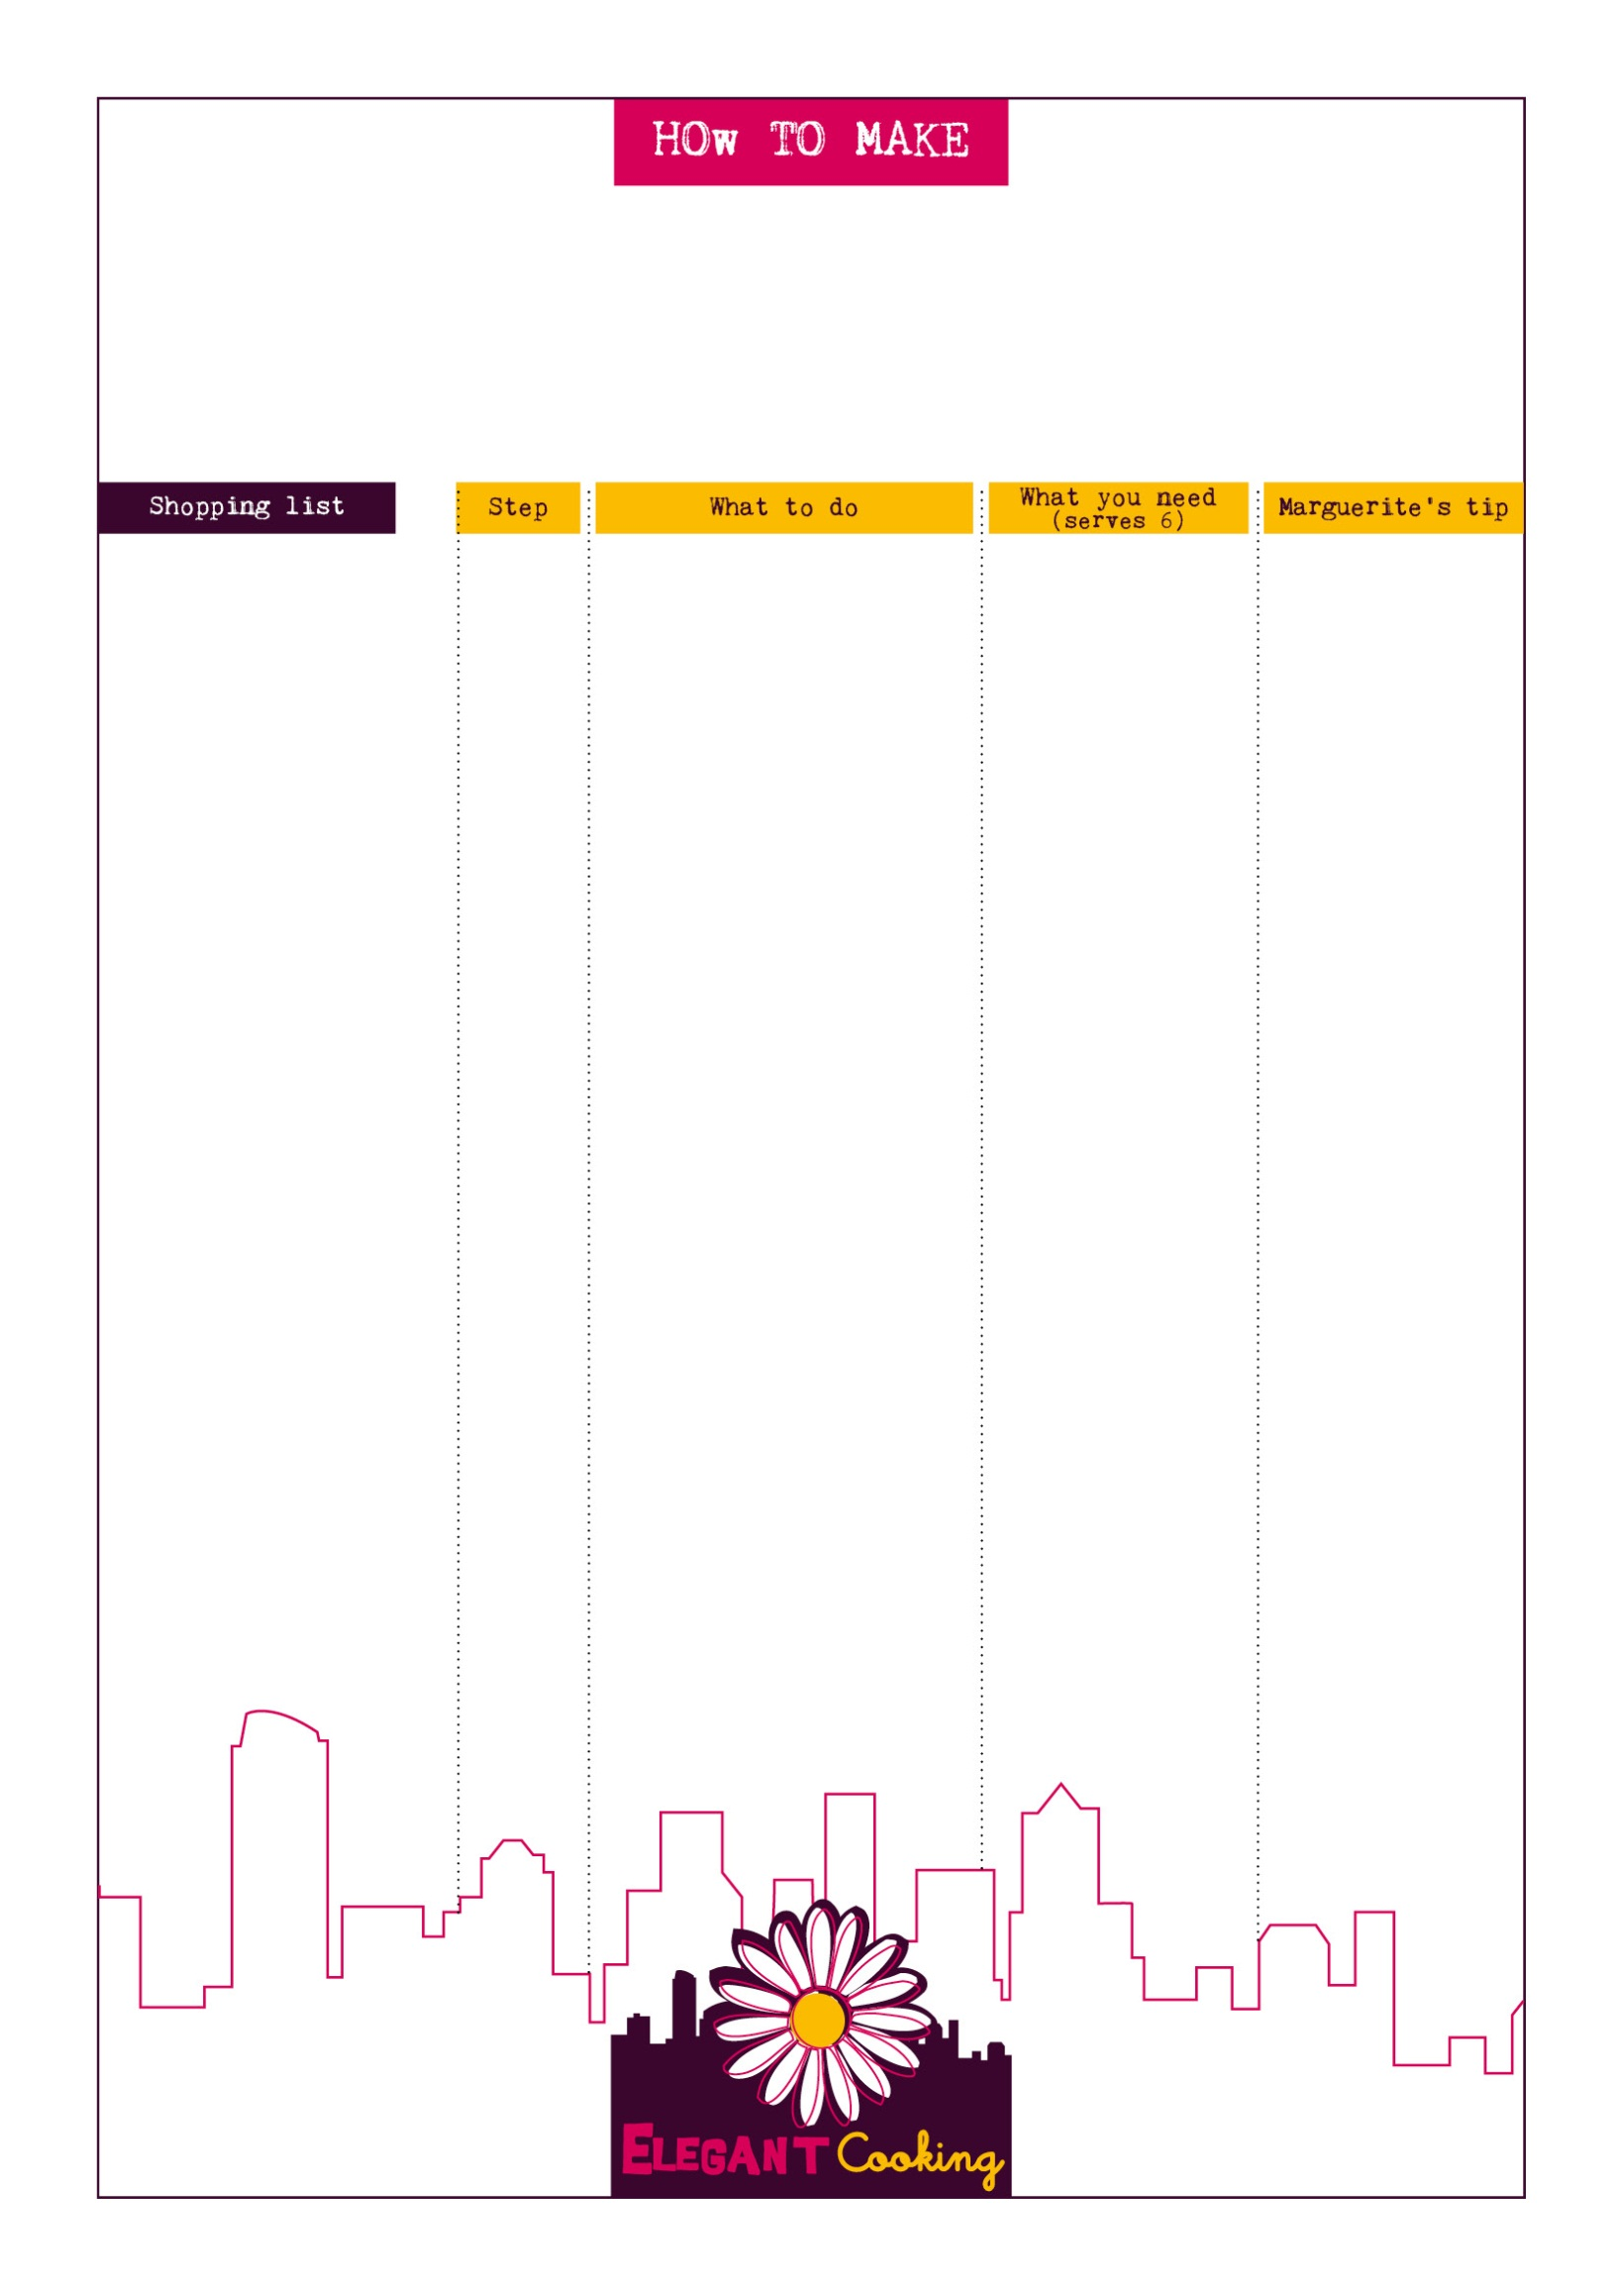 HOW TO MAKE
Shopping list
Step
What to do
What you need
(serves 6)
Marguerite's tip
ELEGANT Cooking